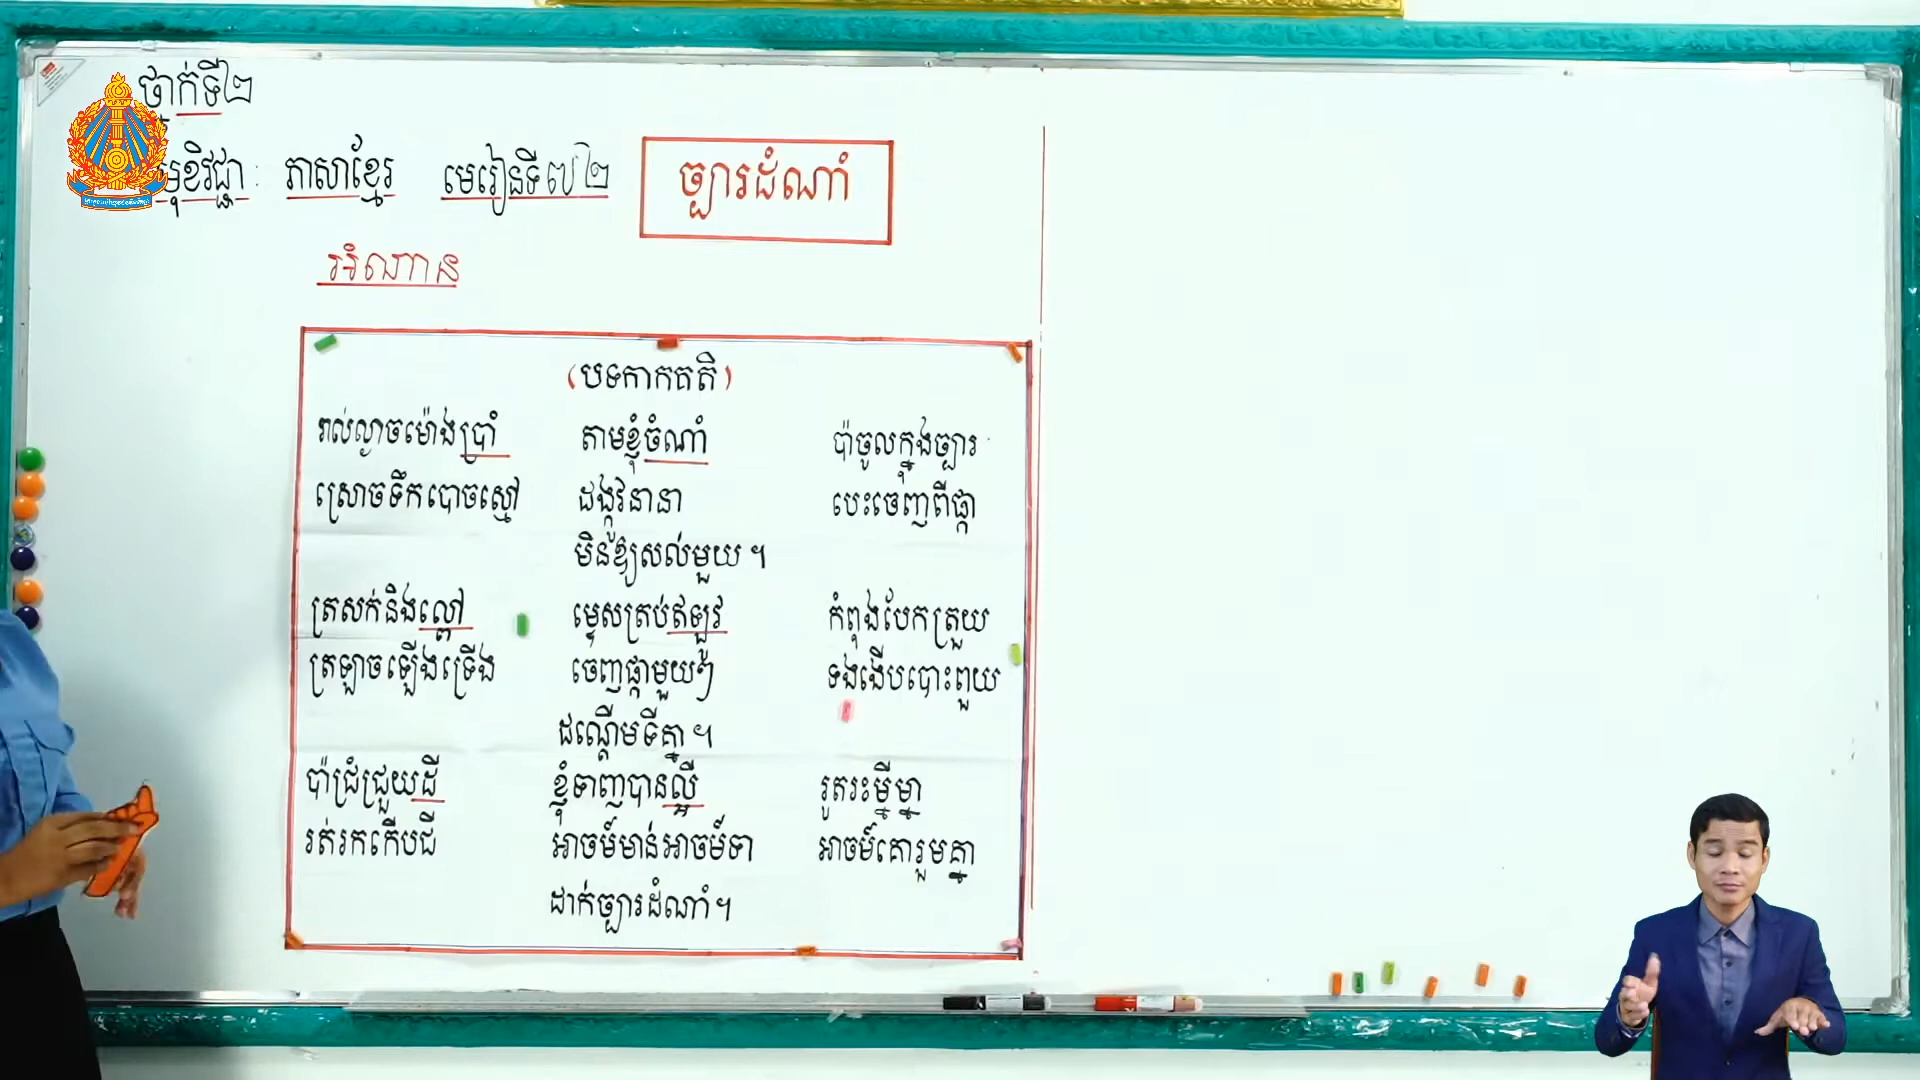 ថ្នាក់ទី២
មុខវិជ្ជា : ភាសាខ្មែរ មេរៀនទី៧២ ច្បារដំណាំ
អំណាន
(បទកាកគតិ)
រាល់ល្ងាចម៉ោងប្រាំ តាមខ្ញុំចំណាំ ប៉ាចូលក្នុងច្បារ
ស្រោចទឹកបោចស្មៅ ដង្កូវនានា បេះចេញពីផ្កា
មិនឱ្យសល់មួយ ។
ត្រសក់និងល្ពៅ ម្ទេសត្រប់ឥឡូវ កំពុងបែកត្រួយ
ត្រឡាចឡើងទ្រើង ចេញផ្កាមួយៗ ទងងើបបោះពួយ
ដណ្ដើមទីគ្នា ។
ប៉ាជ្រំជ្រួយដី ខ្ញុំទាញបានល្អី រូតរះម្នីម្នា
រត់រកកើបជី អាចម៍មាន់អាចម៍ទា អាចម៍គោរួមគ្នា
ដាក់ច្បារដំណាំ ។